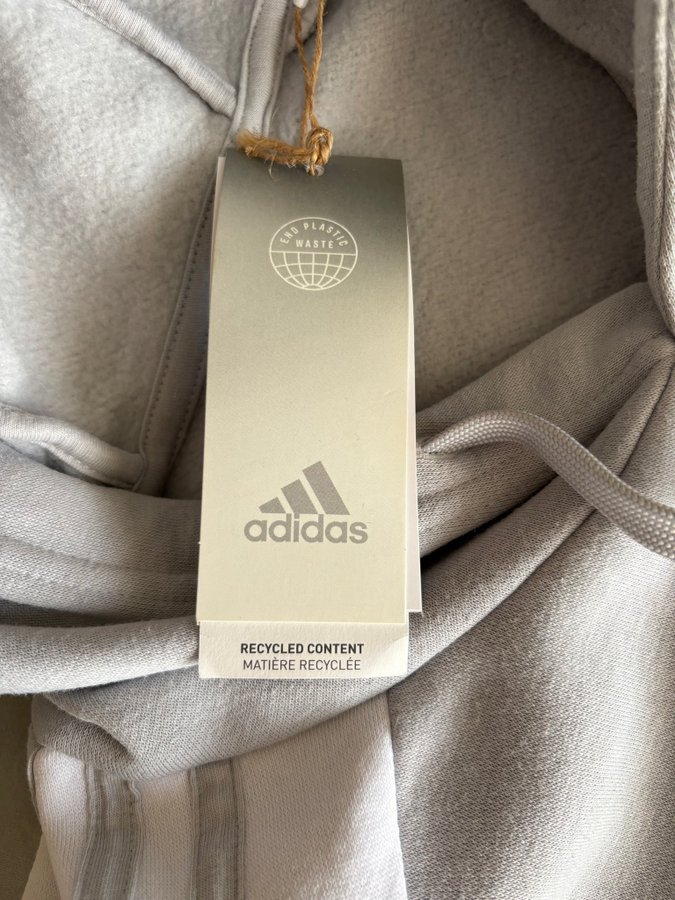 END PLASTIC
WASTE
adidas
RECYCLED CONTENT
MATIÈRE RECYCLÉE